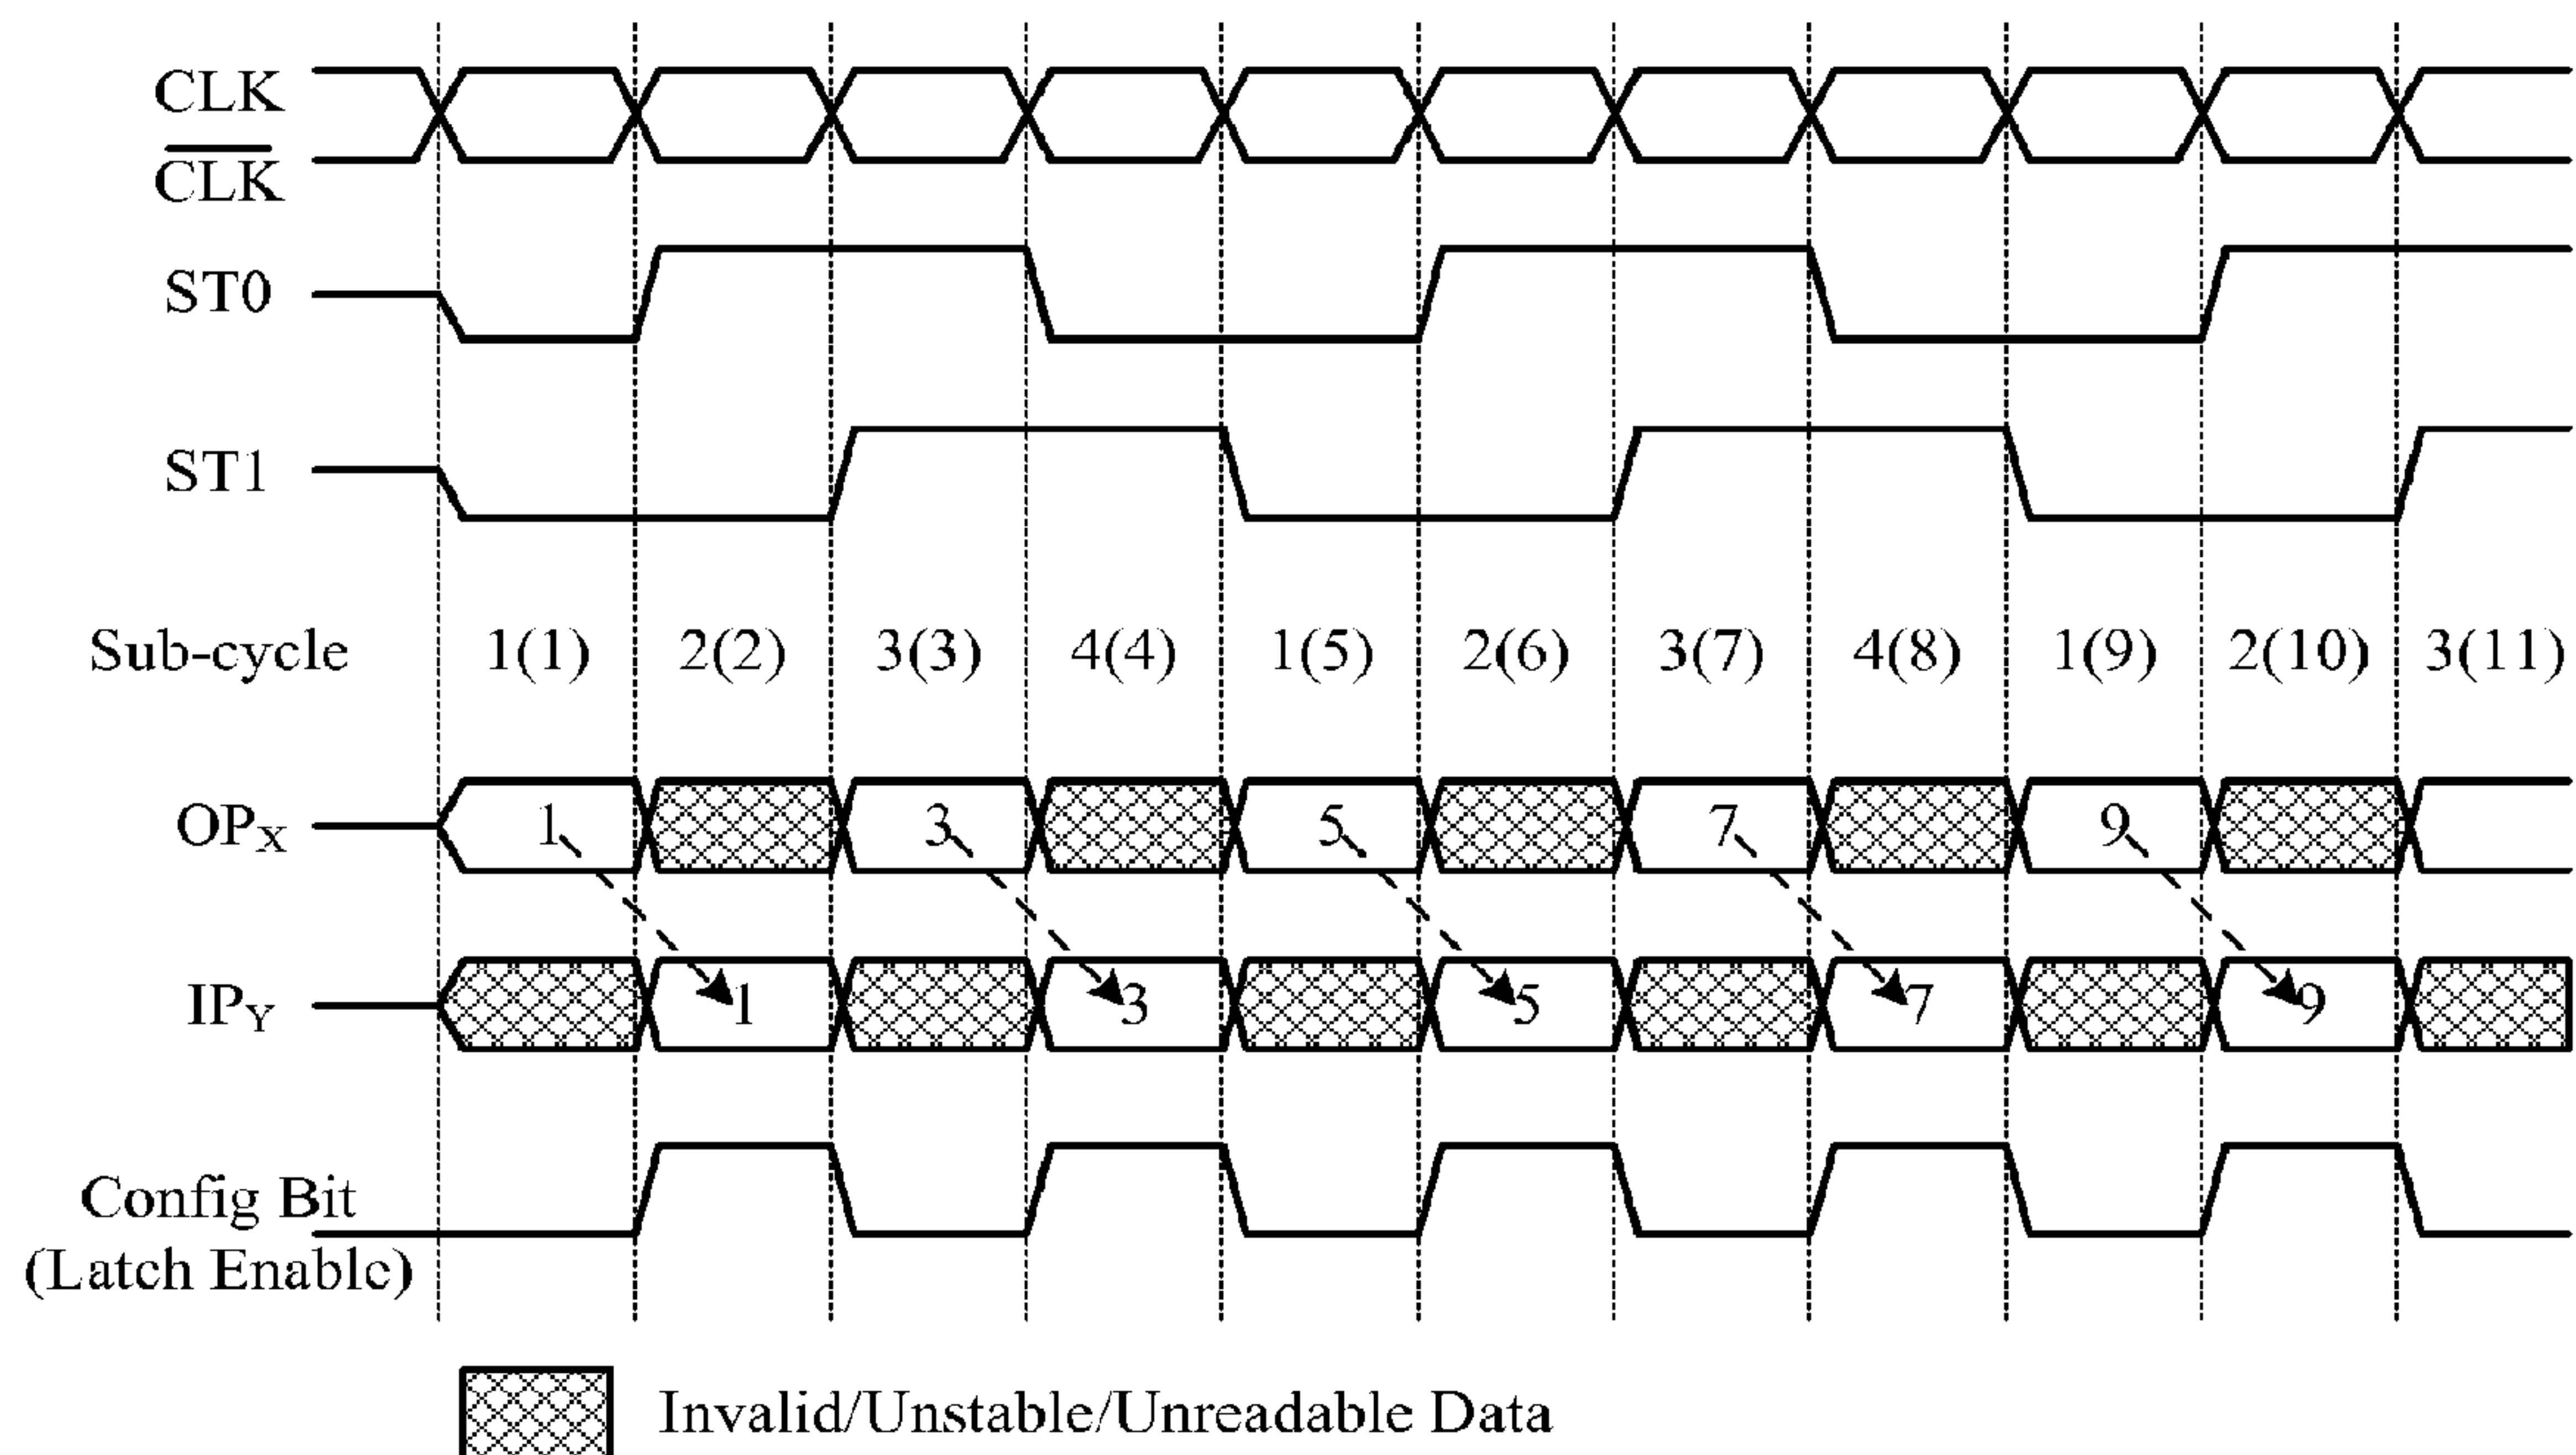 CLK
CLK
ST0
ST1
Sub-cycle 1(1) 2(2) 3(3) 4(4) 1(5) 2(6) 3(7) 4(8) 1(9) 2(10) 3(11)
OPX 1 3 5 7 9
IPY 1 3 5 7 9
Config Bit
(Latch Enable)
Invalid/Unstable/Unreadable Data